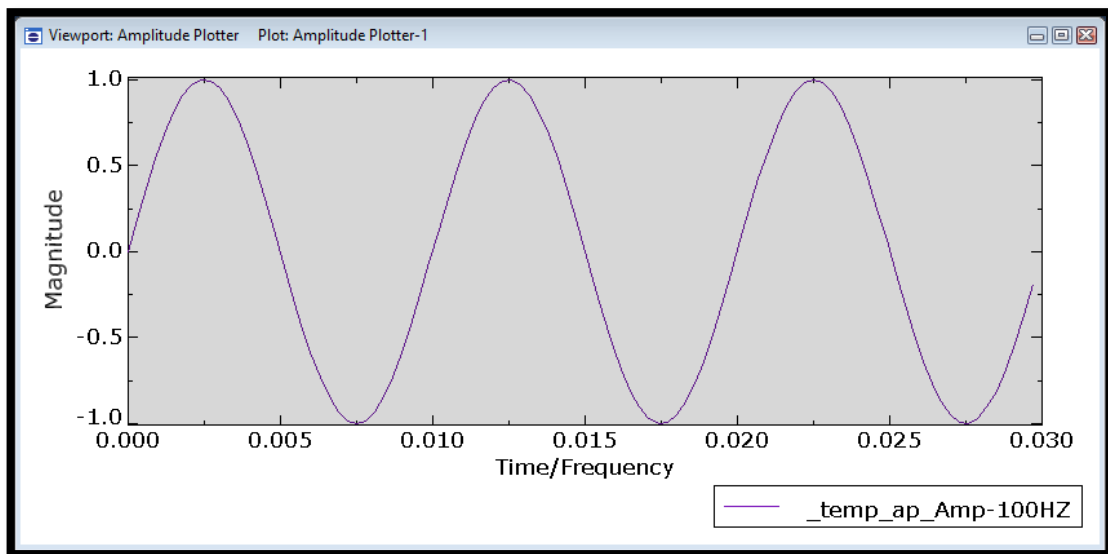 Viewport: Amplitude Plotter Plot: Amplitude Plotter-1
1.0
0.5
0.0
-0.5
-1.0
Magnitude
0.000 0.005 0.010 0.015 0.020 0.025 0.030
Time/Frequency
_temp_ap_Amp-100HZ